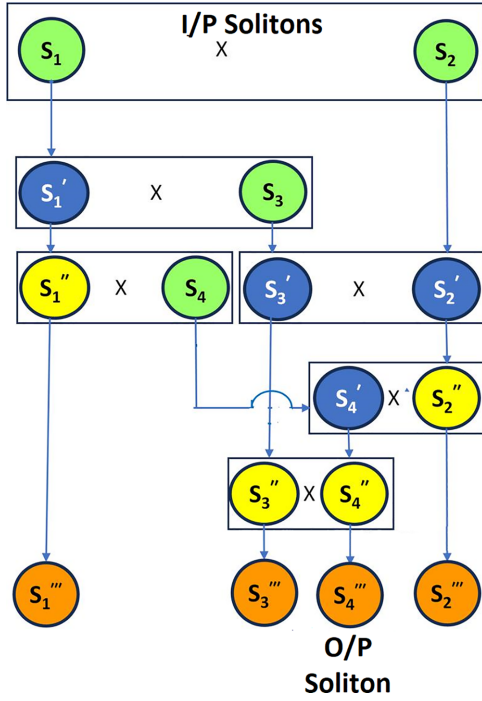 I/P Solitons
S₁ X S₂
S₁′ X S₃
S₁″ X S₄ S₃′ X S₂′
S₄′ X S₂″
S₃″ X S₄″
S₁‴ S₃‴ S₄‴ S₂‴
O/P
Soliton